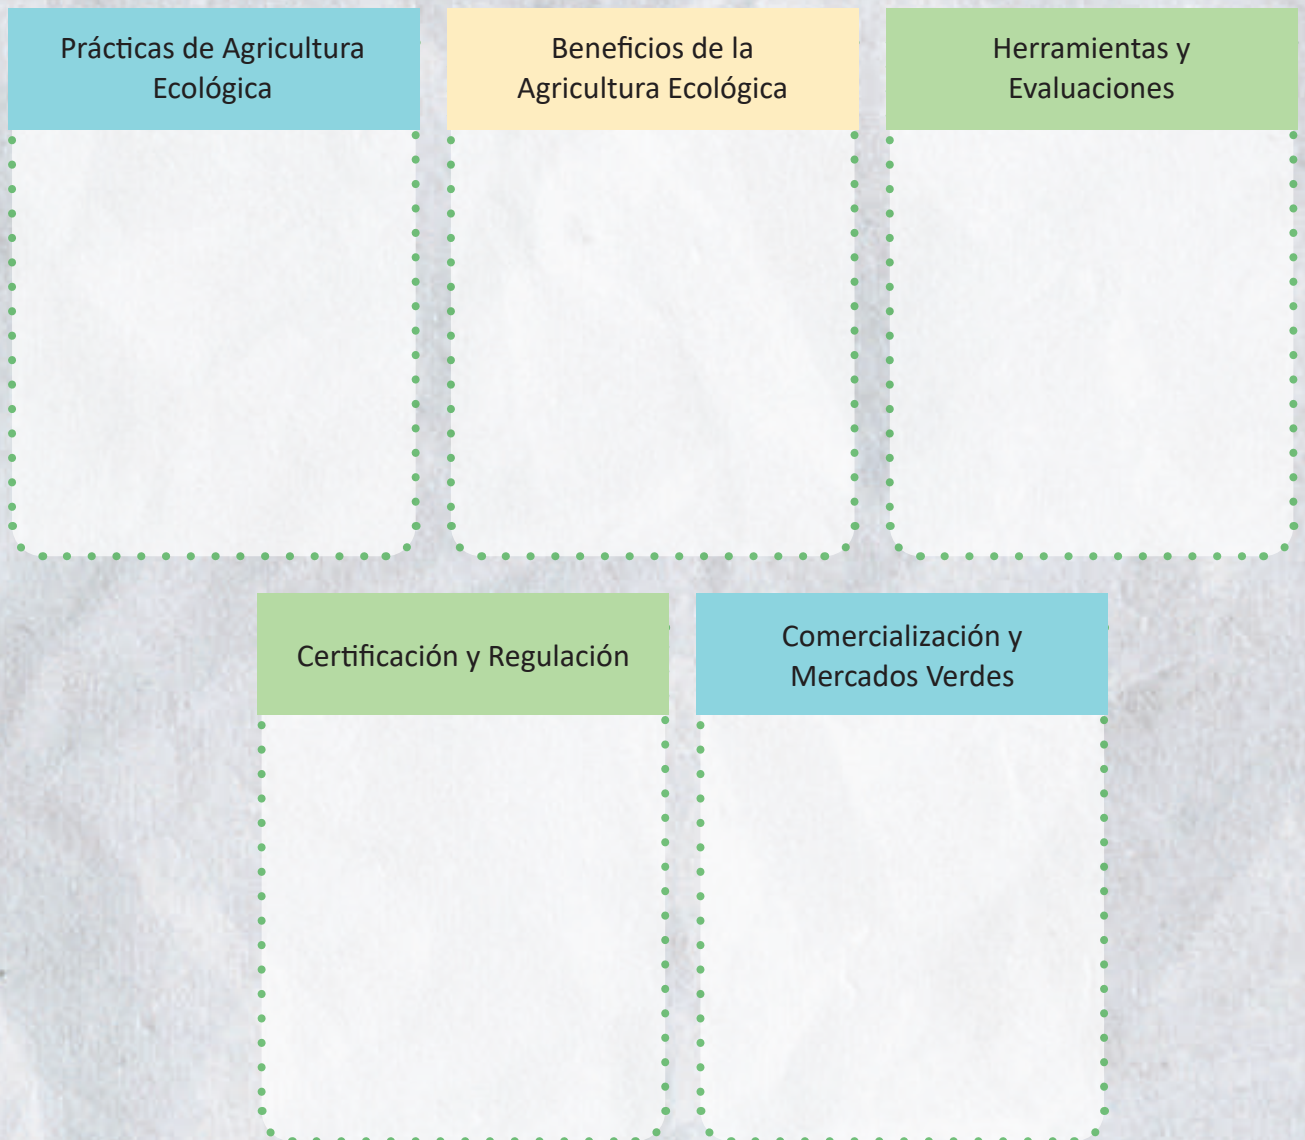 Prácticas de Agricultura
Ecológica
Beneficios de la
Agricultura Ecológica
Herramientas y
Evaluaciones
Certificación y Regulación
Comercialización y
Mercados Verdes